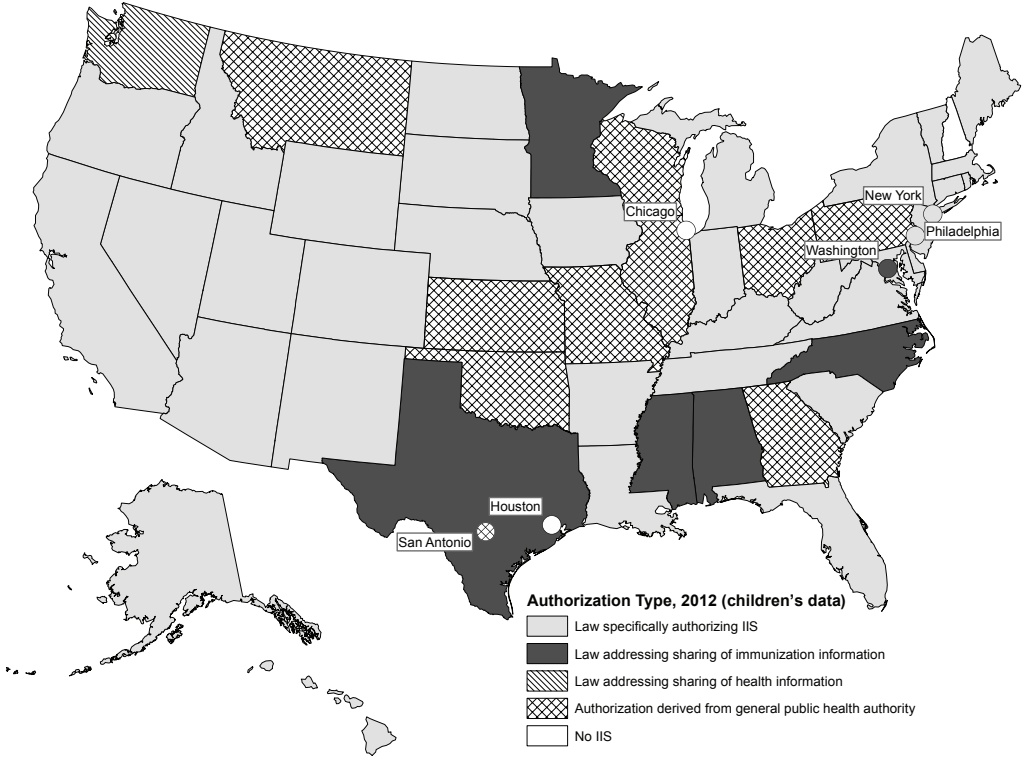 New York
Chicago
Philadelphia
Washington
Houston
San Antonio
Authorization Type, 2012 (children's data)
Law specifically authorizing IIS
Law addressing sharing of immunization information
Law addressing sharing of health information
Authorization derived from general public health authority
No IIS